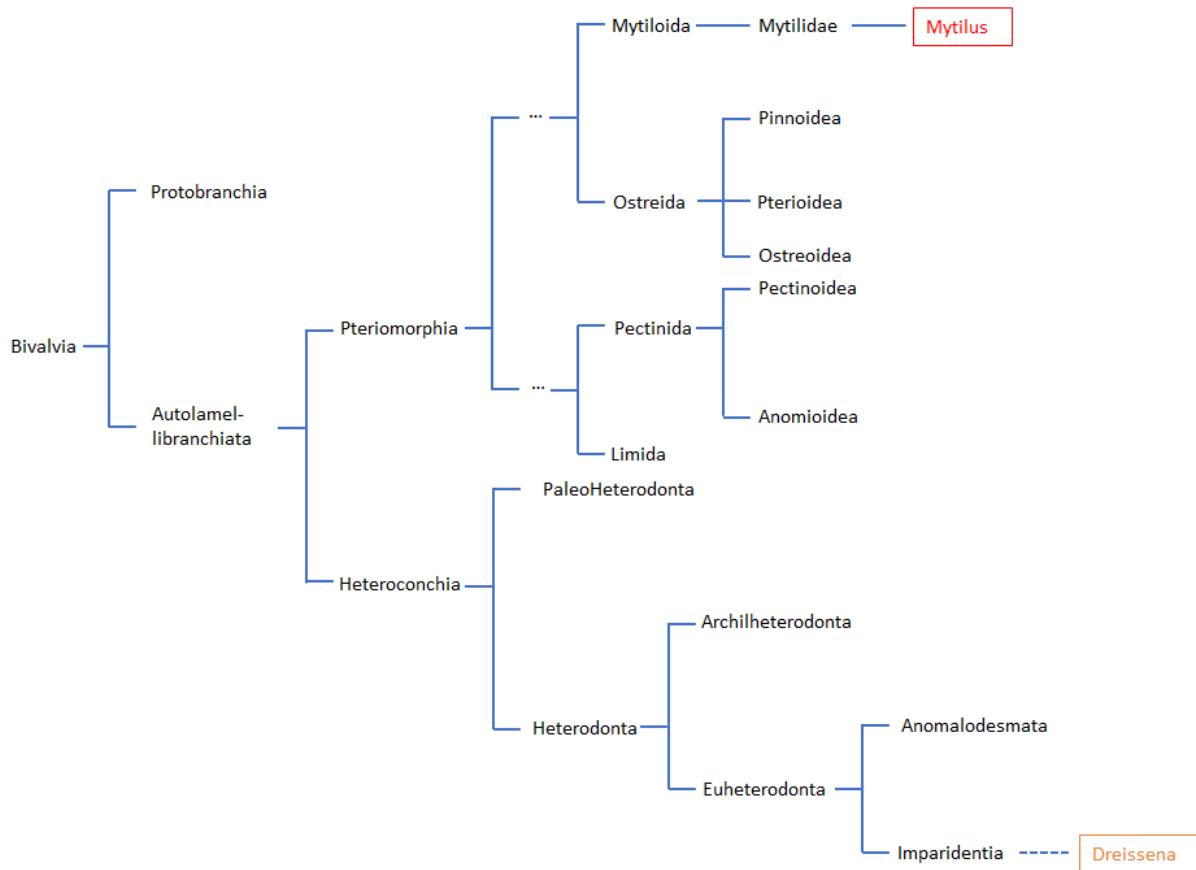 Mytiloida
Mytilidae
Mytilus
...
Pinnoidea
Protobranchia
Ostreida
Pterioidea
Ostreoidea
Pectinoidea
Pteriomorphia
Pectinida
Bivalvia
...
Autolamel-
libranchiata
Anomioidea
Limida
PaleoHeterodonta
Heteroconchia
Archilheterodonta
Heterodonta
Anomalodesmata
Euheterodonta
Imparidentia
Dreissena